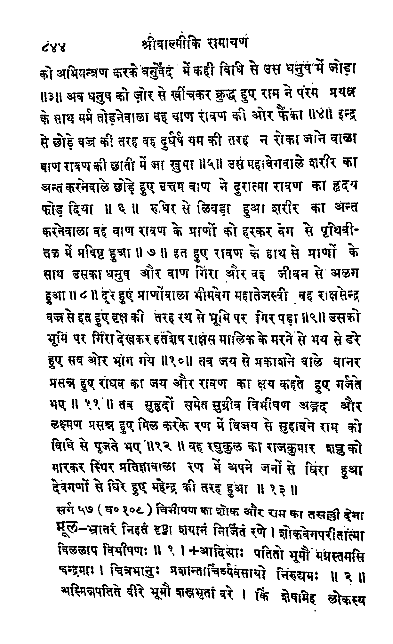 ८४४ श्रीवाल्मीकि रामायणं
को अभिमन्त्रण करके धनुर्वेद में कही विधि से उस धनुष में जोड़ा
॥३॥ अब धनुष को ज़ोर से खींचकर क्रुद्ध हुए राम ने परम प्रयत्न
के साथ मर्म तोड़नेवाला वह बाण रावण की ओर फैंका ॥४॥ इन्द्र
से छोड़े वज्र की तरह वह दुर्धर्ष यम की तरह न रोका जाने वाला
बाण रावण की छाती में जा खुभा ॥५॥ उस महावेगवाले शरीर का
अन्त करनेवाले छोड़े हुए उत्तम बाण ने दुरात्मा रावण का हृदय
फोड़ दिया ॥ ६ ॥ रुधिर से लिबड़ा हुआ शरीर का अन्त
करनेवाला वह बाण रावण के प्राणों को हरकर वेग से पृथिवी-
तल में प्रविष्ट हुआ ॥ ७ ॥ हत हुए रावण के हाथ से प्राणों के
साथ उसका धनुष और बाण गिरा और वह जीवन से अलग
हुआ ॥८॥ दूर हुए प्राणोंवाला भीमवेग महातेजस्वी वह राक्षसेन्द्र
वज्र से हत हुए वृक्ष की तरह रथ से भूमि पर गिर पड़ा ॥९॥ उसको
भूमि पर गिरा देखकर हतशेष राक्षस मालिक के मरने से भय से डरे
हुए सब ओर भाग गये ॥१०॥ तब जय से प्रकाशने वाले बानर
प्रसन्न हुए राघव का जय और रावण का क्षय कहते हुए गर्जते
भए ॥ ११ ॥ तब सुहृदों समेत सुग्रीव विभीषण अङ्गद और
लक्ष्मण प्रसन्न हुए मिल करके रण में विजय से सुहावने राम को
विधि से पूजते भए ॥१२ ॥ वह रघुकुल का राजकुमार शत्रु को
मारकर स्थिर प्रतिज्ञावाला रण में अपने जनों से घिरा हुआ
देवगणों से घिरे हुए महेन्द्र की तरह हुआ ॥ १३ ॥
सर्ग ५७ (व० १०८) विभीषण का शोक और राम का तसल्ली देना
मूल—भ्रातरं निहतं दृष्ट्वा शयानं निर्जितं रणे । शोकवेगपरीतात्मा
विललाप विभीषणः ॥ १ ॥ +आदित्यः पतितो भूमौ मग्नस्तमसि
चन्द्रमाः । चित्रभानुः प्रशान्तार्चिर्व्यवसायो निरुद्यमः ॥ २ ॥
अस्मिन्निपतिते वीरे भूमौ शस्त्रभृतां वरे । किं शेषमिह लोकस्य